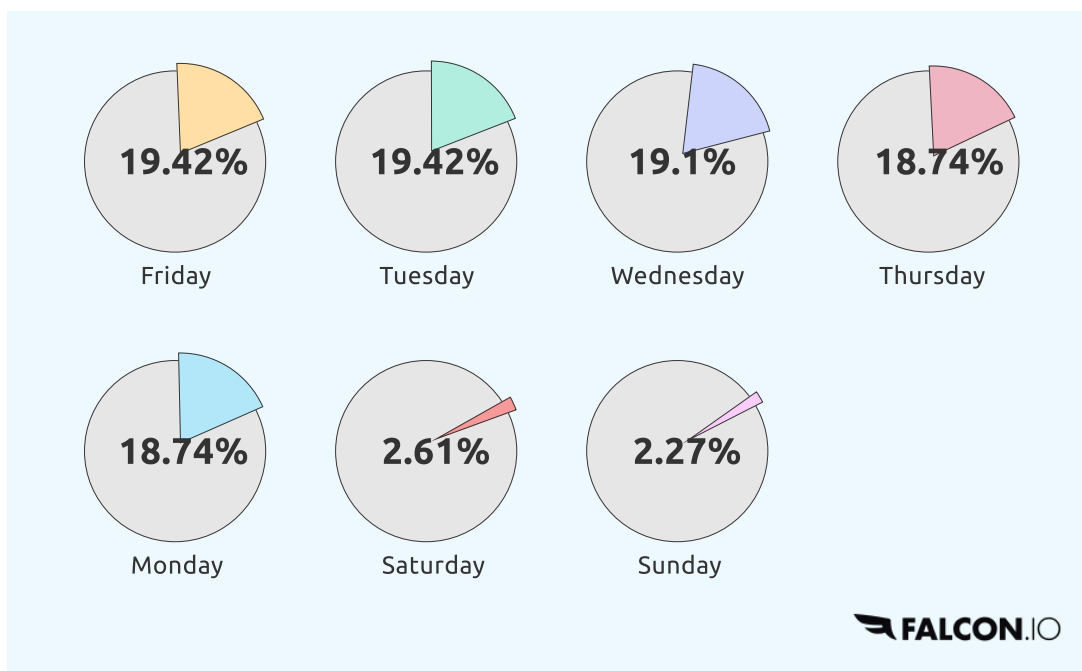 19.42%
19.42%
19.1%
18.74%
Friday
Tuesday
Wednesday
Thursday
18.74%
2.61%
2.27%
Monday
Saturday
Sunday
FALCON.IO